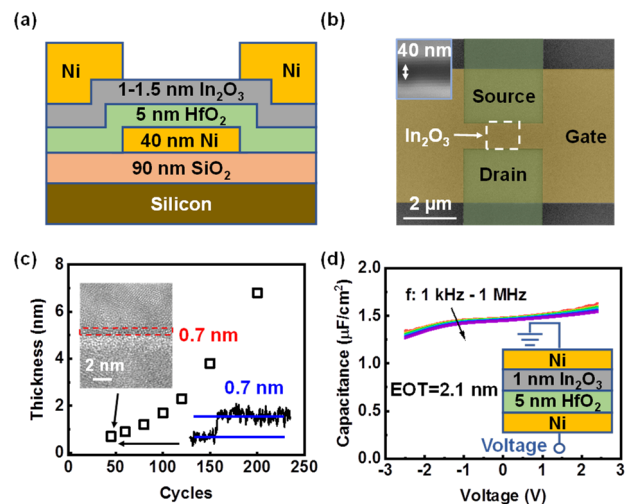 (a)
Ni
Ni
1-1.5 nm In₂O₃
5 nm HfO₂
40 nm Ni
90 nm SiO₂
Silicon
(b)
40 nm
Source
In₂O₃
Gate
Drain
2 µm
(c)
8
6
4
2
0
Thickness (nm)
0.7 nm
2 nm
0.7 nm
0 50 100 150 200 250
Cycles
(d)
2.0
1.5
1.0
0.5
0.0
Capacitance (µF/cm²)
f: 1 kHz - 1 MHz
EOT=2.1 nm
Ni
1 nm In₂O₃
5 nm HfO₂
Ni
Voltage
-3 -2 -1 0 1 2 3
Voltage (V)